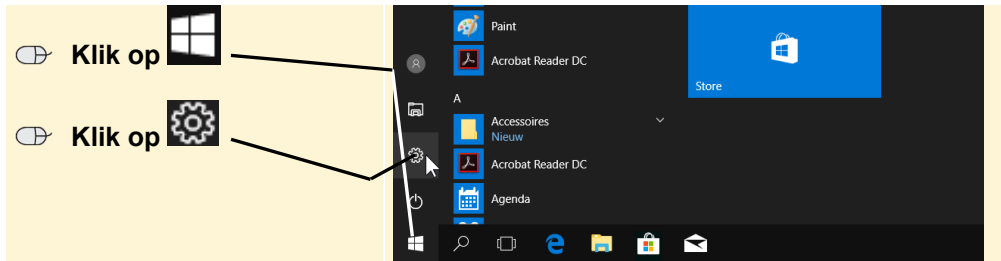 Klik op
Klik op
Paint
Acrobat Reader DC
Store
A
Accessoires
Nieuw
Acrobat Reader DC
Agenda